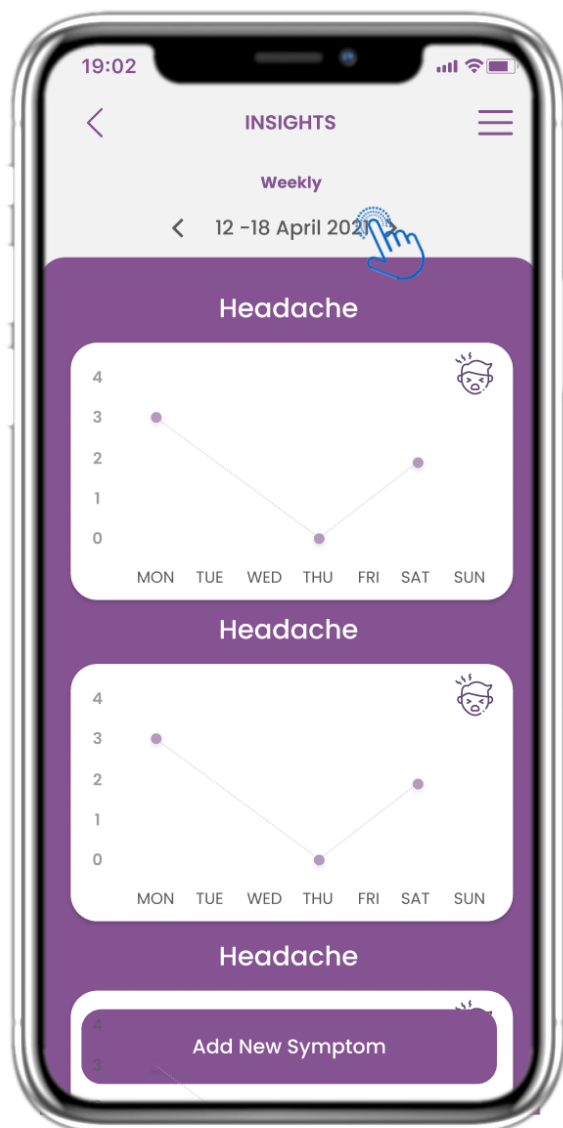 19:02
INSIGHTS
Weekly
12 -18 April 2021
Headache
4
3
2
1
0
MON TUE WED THU FRI SAT SUN
Headache
4
3
2
1
0
MON TUE WED THU FRI SAT SUN
Headache
4
Add New Symptom
3